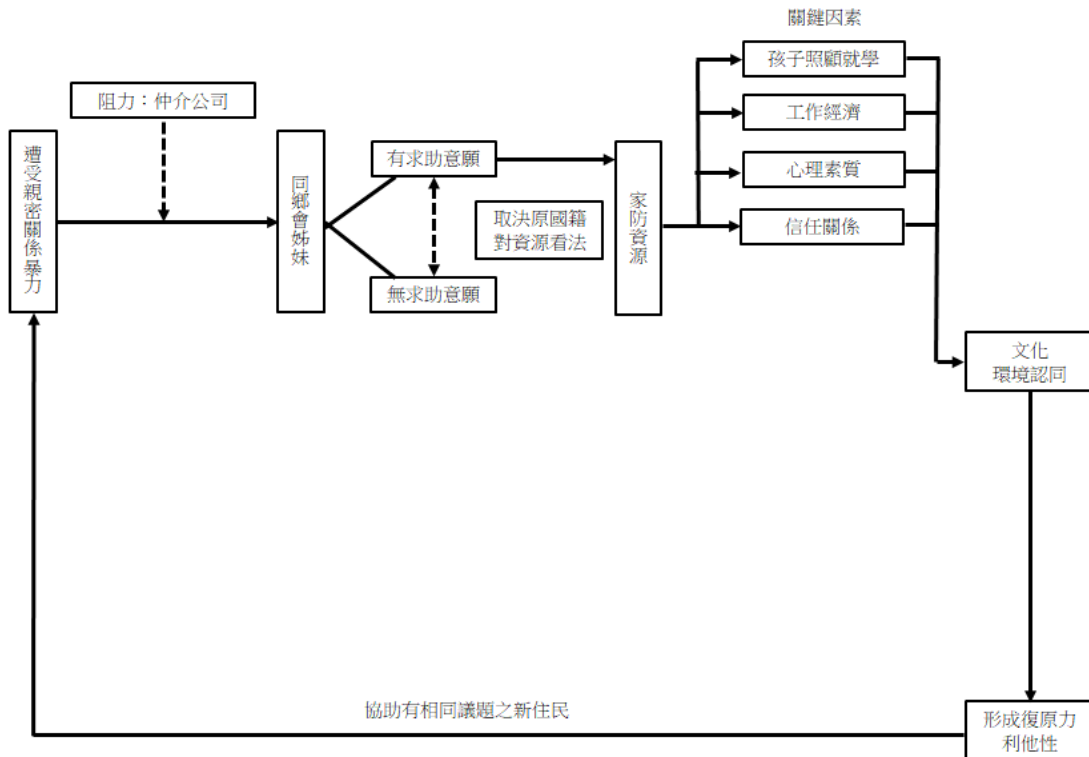 關鍵因素
孩子照顧就學
阻力：仲介公司
工作經濟
遭受親密關係暴力
同鄉會姊妹
有求助意願
心理素質
取決原國籍
對資源看法
家防資源
信任關係
無求助意願
文化
環境認同
協助有相同議題之新住民
形成復原力
利他性